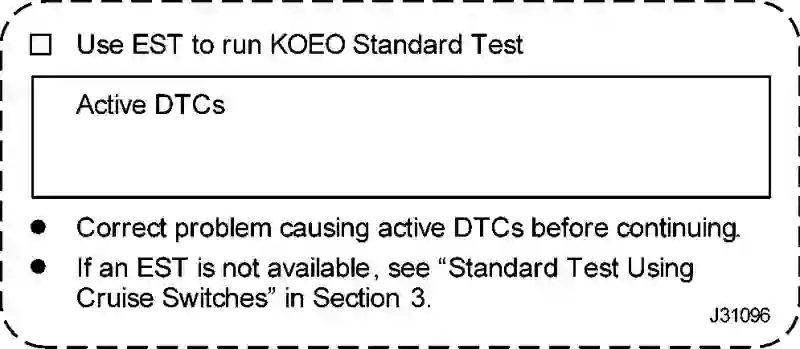 Use EST to run KOEO Standard Test
Active DTCs
Correct problem causing active DTCs before continuing.
If an EST is not available, see “Standard Test Using
Cruise Switches” in Section 3.
J31096